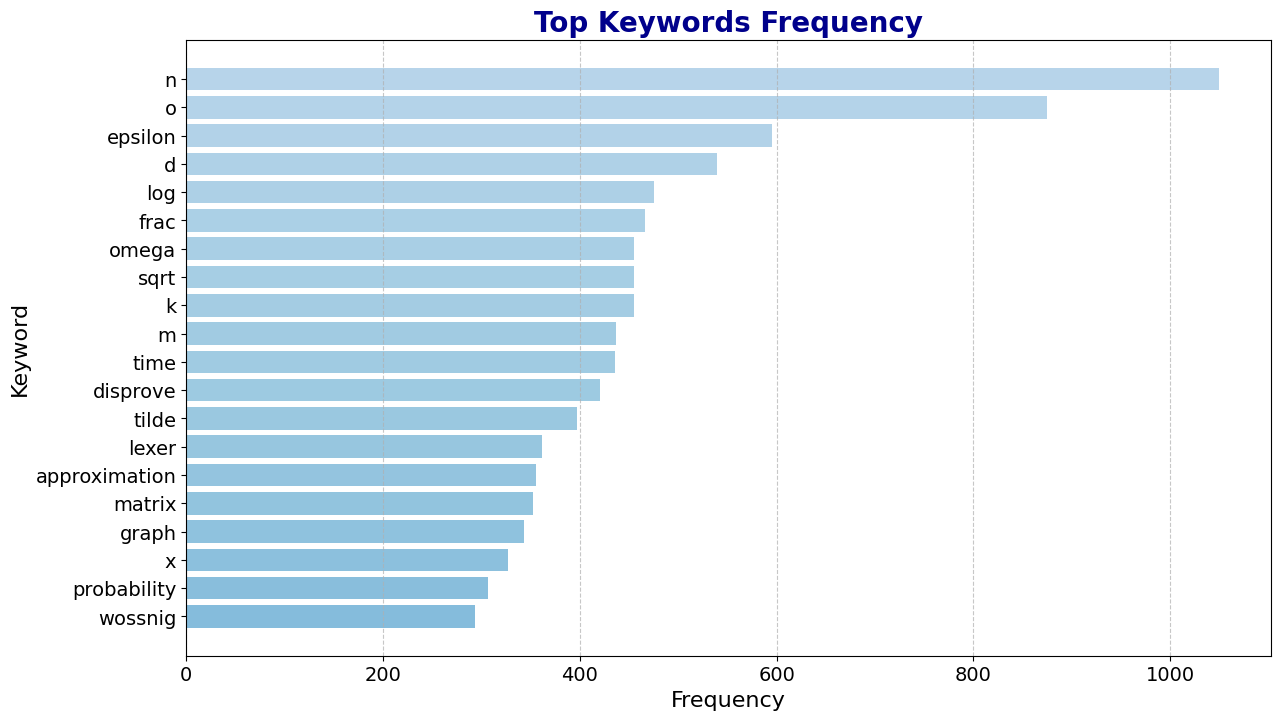 Top Keywords Frequency
Keyword
n
o
epsilon
d
log
frac
omega
sqrt
k
m
time
disprove
tilde
lexer
approximation
matrix
graph
x
probability
wossnig
0 200 400 600 800 1000
Frequency